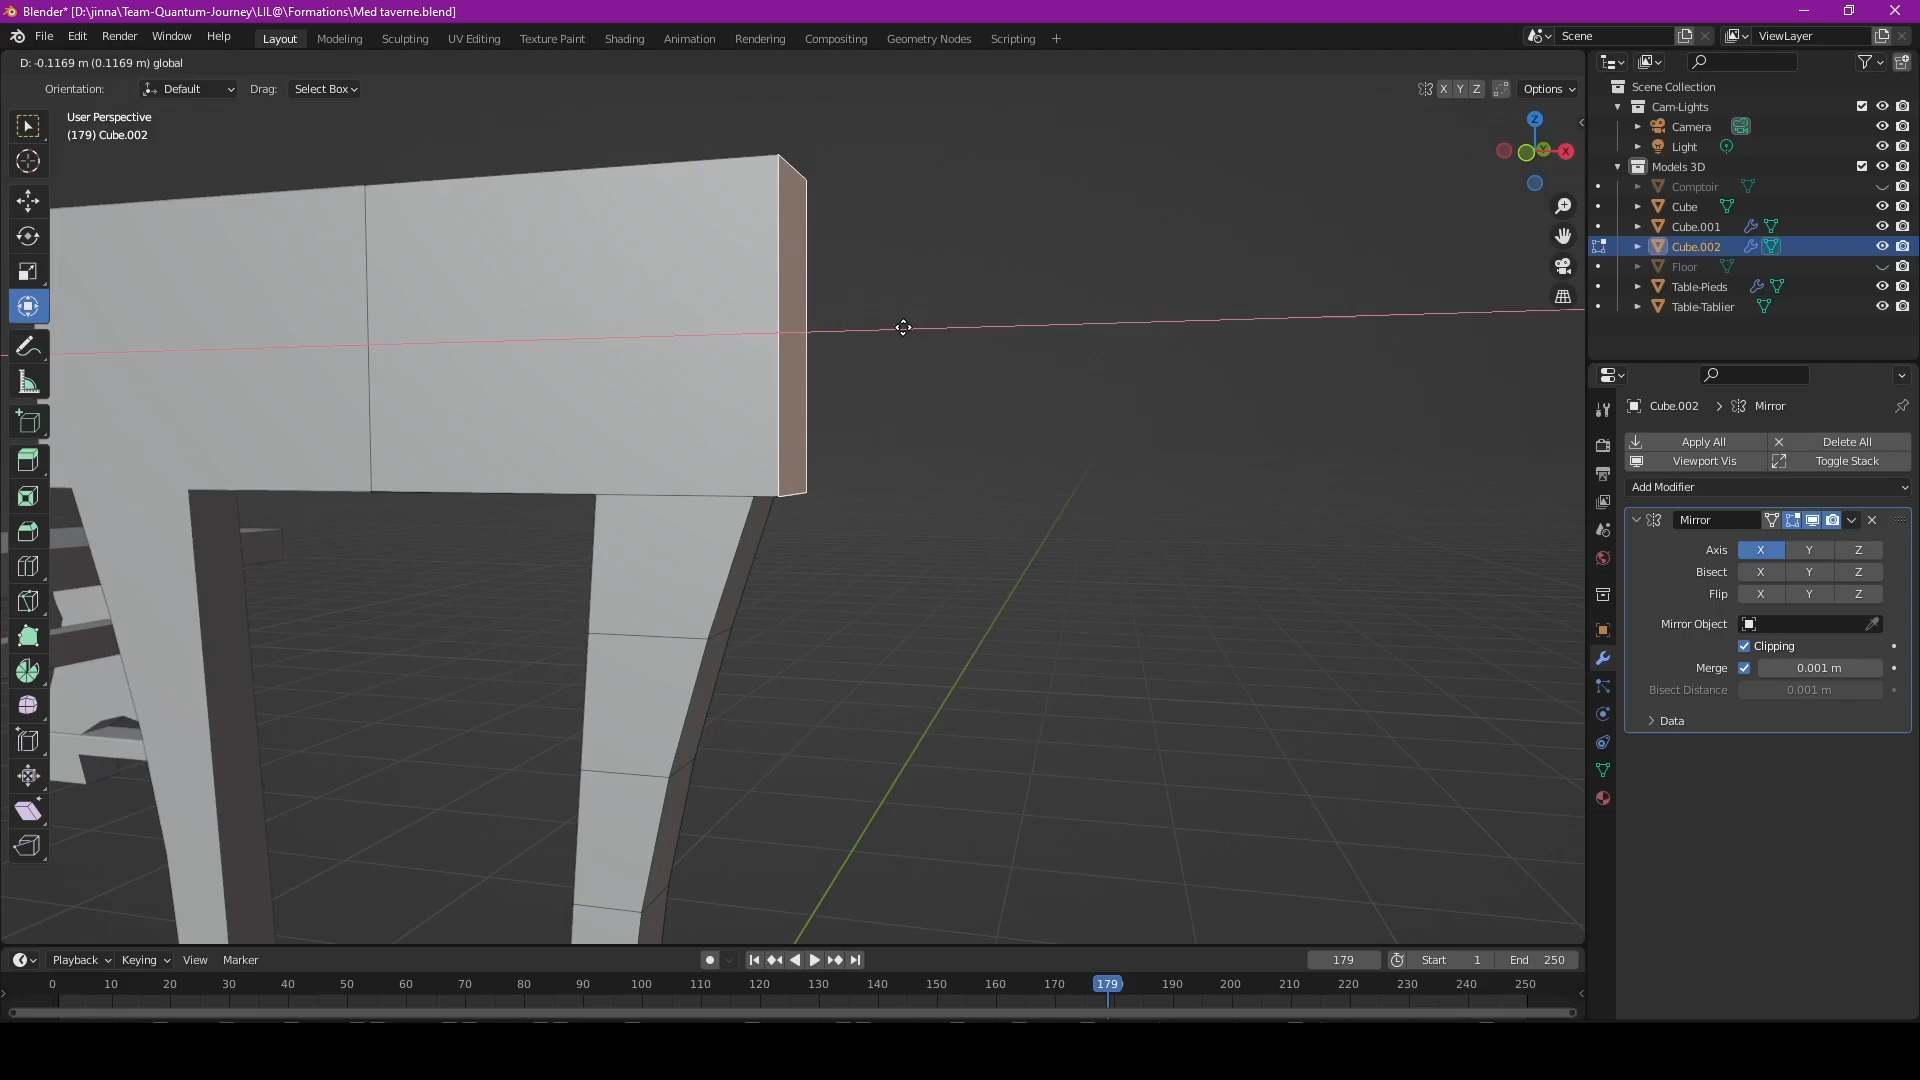 Blender* [D:\jinna\Team-Quantum-Journey\LIL@\Formations\Med taverne.blend]
File Edit Render Window Help Layout Modeling Sculpting UV Editing Texture Paint Shading Animation Rendering Compositing Geometry Nodes Scripting + Scene ViewLayer
D: -0.1169 m (0.1169 m) global
Orientation: Default Drag: Select Box X Y Z Options
User Perspective
(179) Cube.002
Z
X
Y
Scene Collection
Cam-Lights
Camera
Light
Models 3D
Comptoir
Cube
Cube.001
Cube.002
Floor
Table-Pieds
Table-Tablier
Cube.002 > Mirror
Apply All Delete All
Viewport Vis Toggle Stack
Add Modifier
Mirror
Axis X Y Z
Bisect X Y Z
Flip X Y Z
Mirror Object
Clipping
Merge 0.001 m
Bisect Distance 0.001 m
Data
Playback Keying View Marker 179 Start 1 End 250
0 10 20 30 40 50 60 70 80 90 100 110 120 130 140 150 160 170 179 190 200 210 220 230 240 250